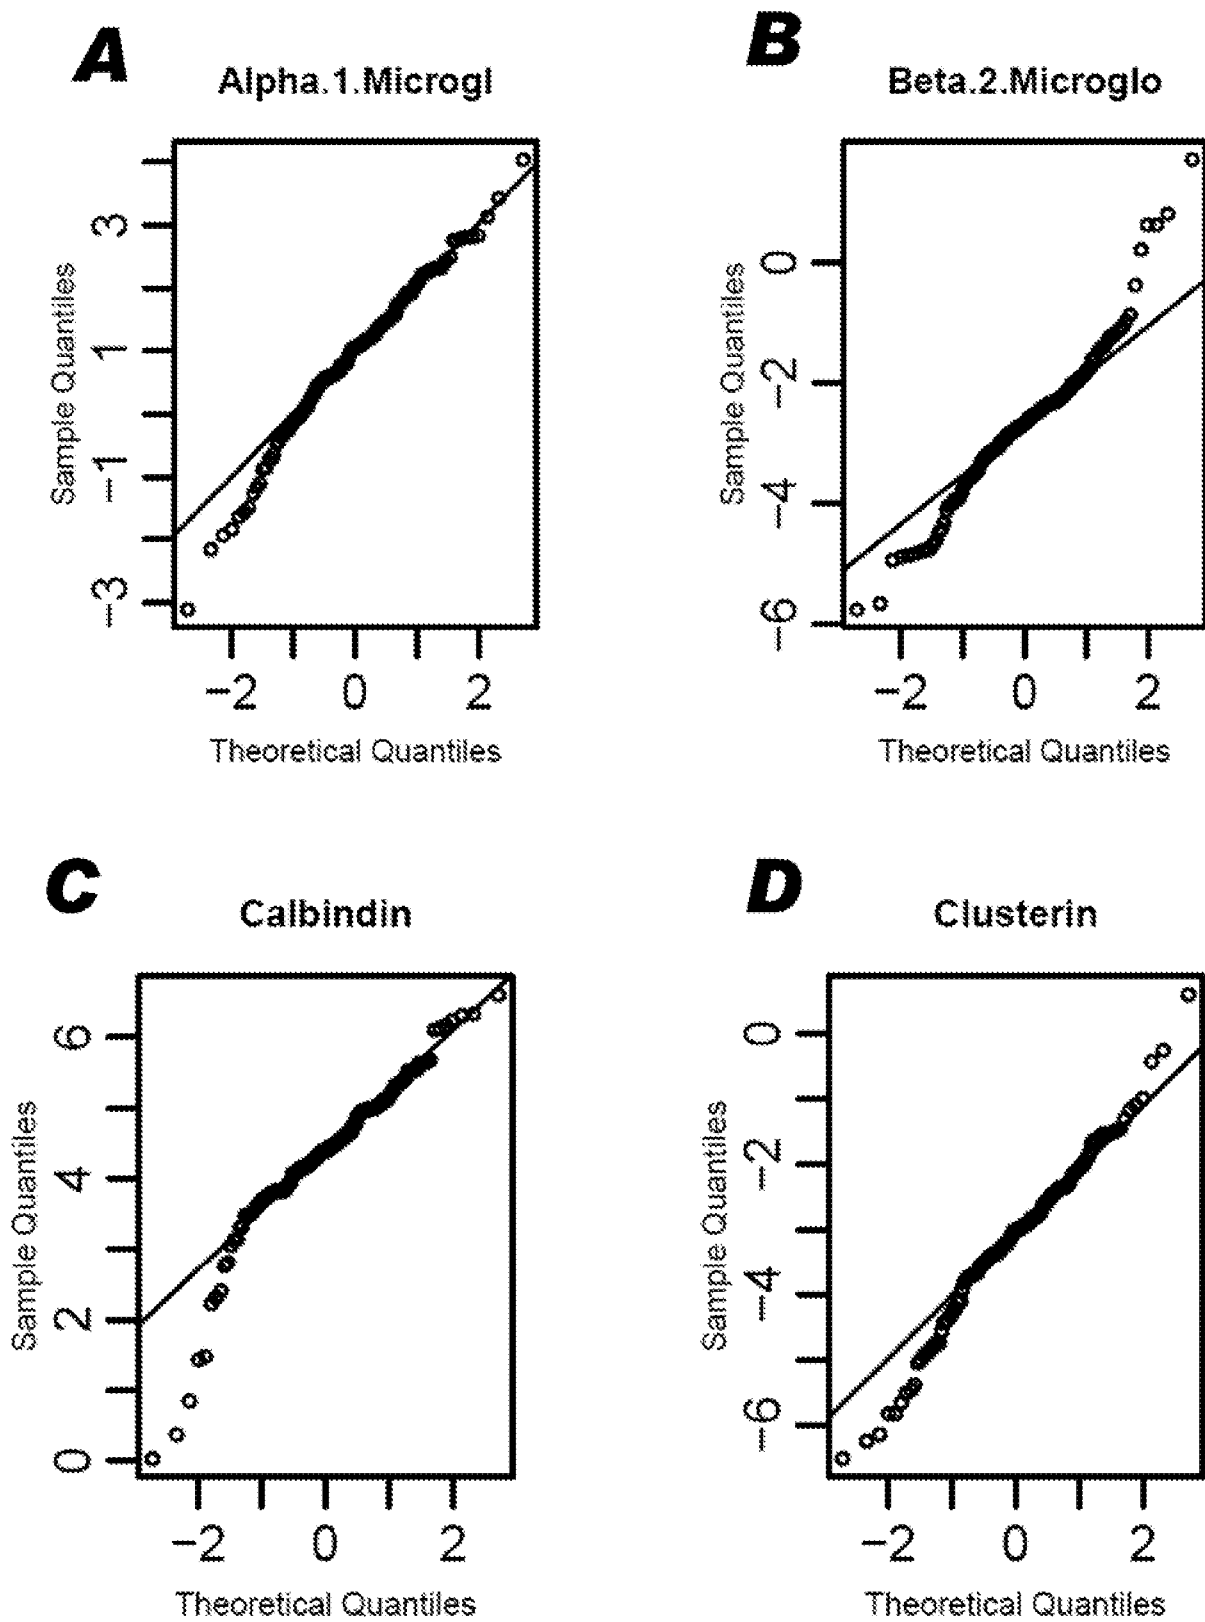 A
Alpha.1.Microgl
Sample Quantiles
3
1
−1
−3
−2 0 2
Theoretical Quantiles
B
Beta.2.Microglo
Sample Quantiles
0
−2
−4
−6
−2 0 2
Theoretical Quantiles
C
Calbindin
Sample Quantiles
6
4
2
0
−2 0 2
Theoretical Quantiles
D
Clusterin
Sample Quantiles
0
−2
−4
−6
−2 0 2
Theoretical Quantiles